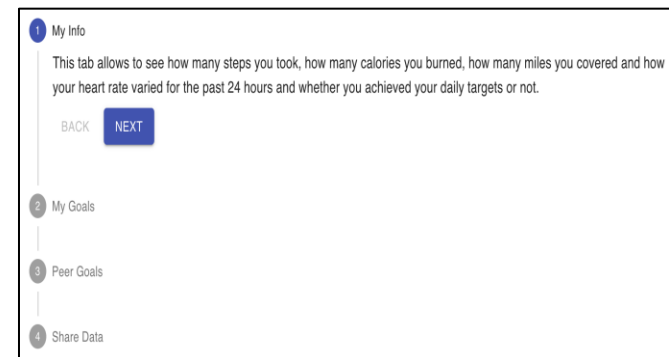 1 My Info
This tab allows to see how many steps you took, how many calories you burned, how many miles you covered and how
your heart rate varied for the past 24 hours and whether you achieved your daily targets or not.
BACK NEXT
2 My Goals
3 Peer Goals
4 Share Data